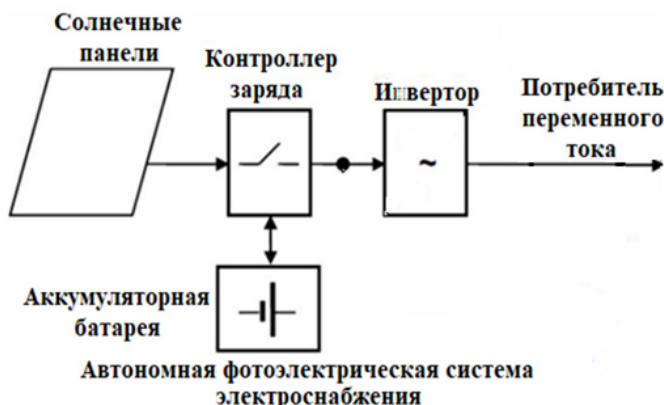 Солнечные
панели
Контроллер
заряда
Инвертор
Потребитель
переменного
тока
~
Аккумуляторная
батарея
Автономная фотоэлектрическая система
электроснабжения